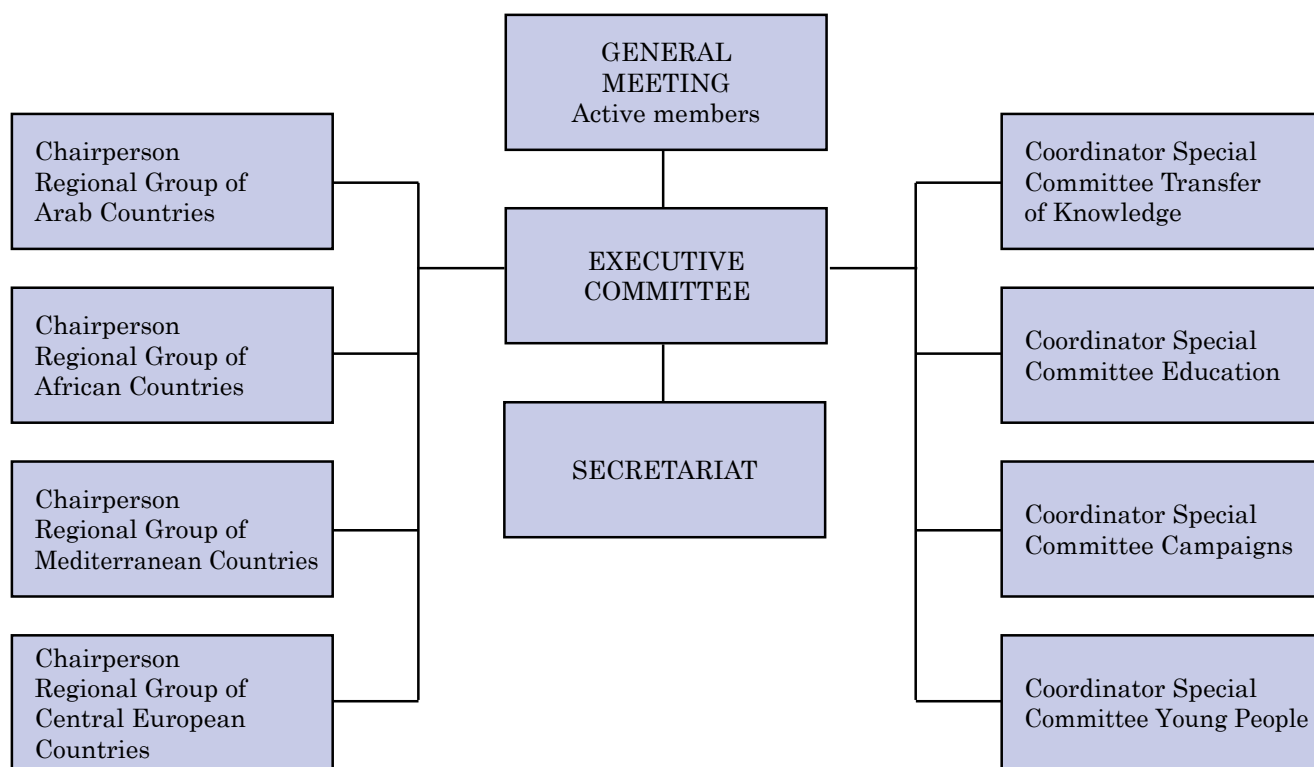 GENERAL
MEETING
Active members
Chairperson
Regional Group of
Arab Countries
Coordinator Special
Committee Transfer
of Knowledge
EXECUTIVE
COMMITTEE
Chairperson
Regional Group of
African Countries
Coordinator Special
Committee Education
SECRETARIAT
Chairperson
Regional Group of
Mediterranean Countries
Coordinator Special
Committee Campaigns
Chairperson
Regional Group of
Central European
Countries
Coordinator Special
Committee Young People